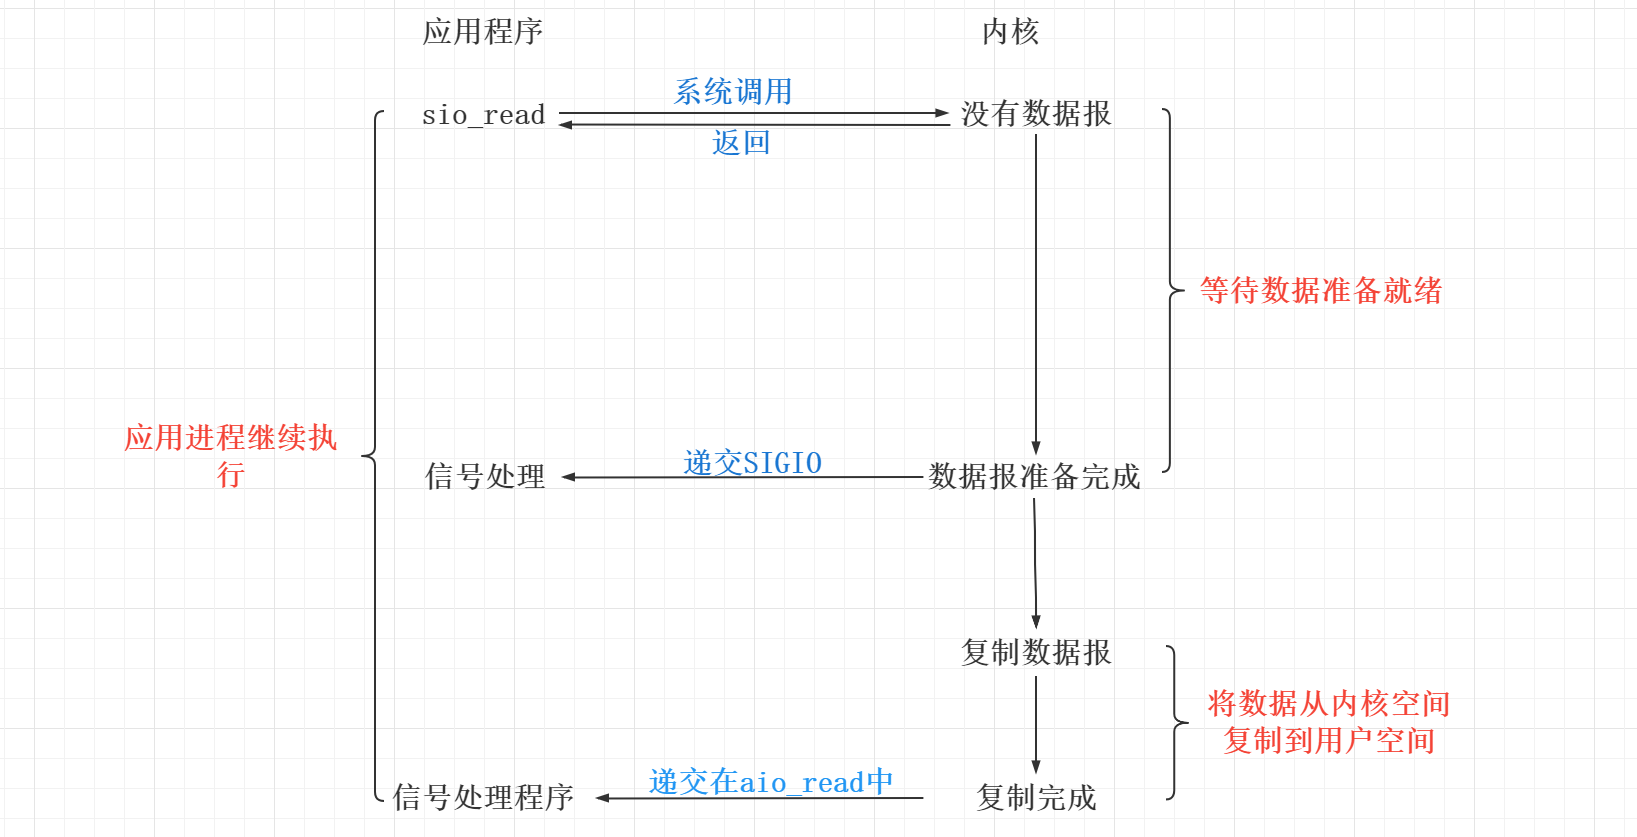 应用程序
内核
系统调用
sio_read
没有数据报
返回
等待数据准备就绪
应用进程继续执
行
递交SIGIO
信号处理
数据报准备完成
复制数据报
将数据从内核空间
复制到用户空间
递交在aio_read中
信号处理程序
复制完成